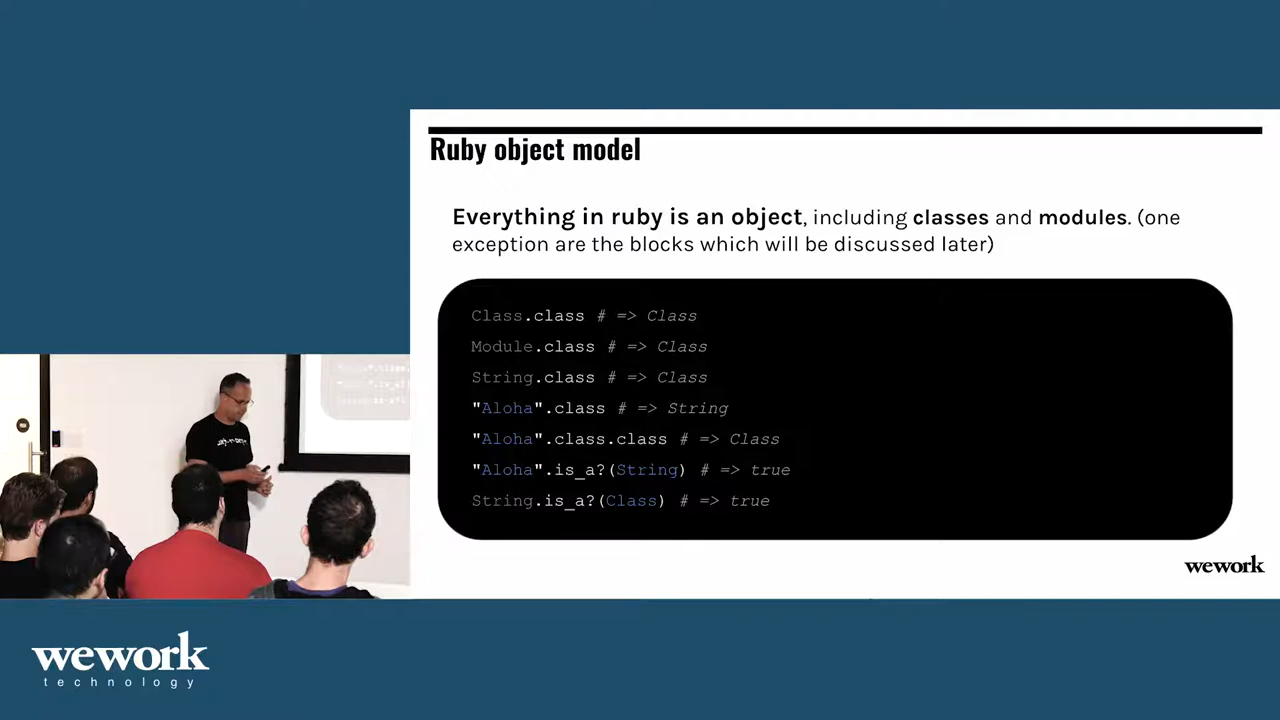 Ruby object model
Everything in ruby is an object, including classes and modules. (one
exception are the blocks which will be discussed later)
Class.class # => Class
Module.class # => Class
String.class # => Class
"Aloha".class # => String
"Aloha".class.class # => Class
"Aloha".is_a?(String) # => true
String.is_a?(Class) # => true
wework
wework
technology